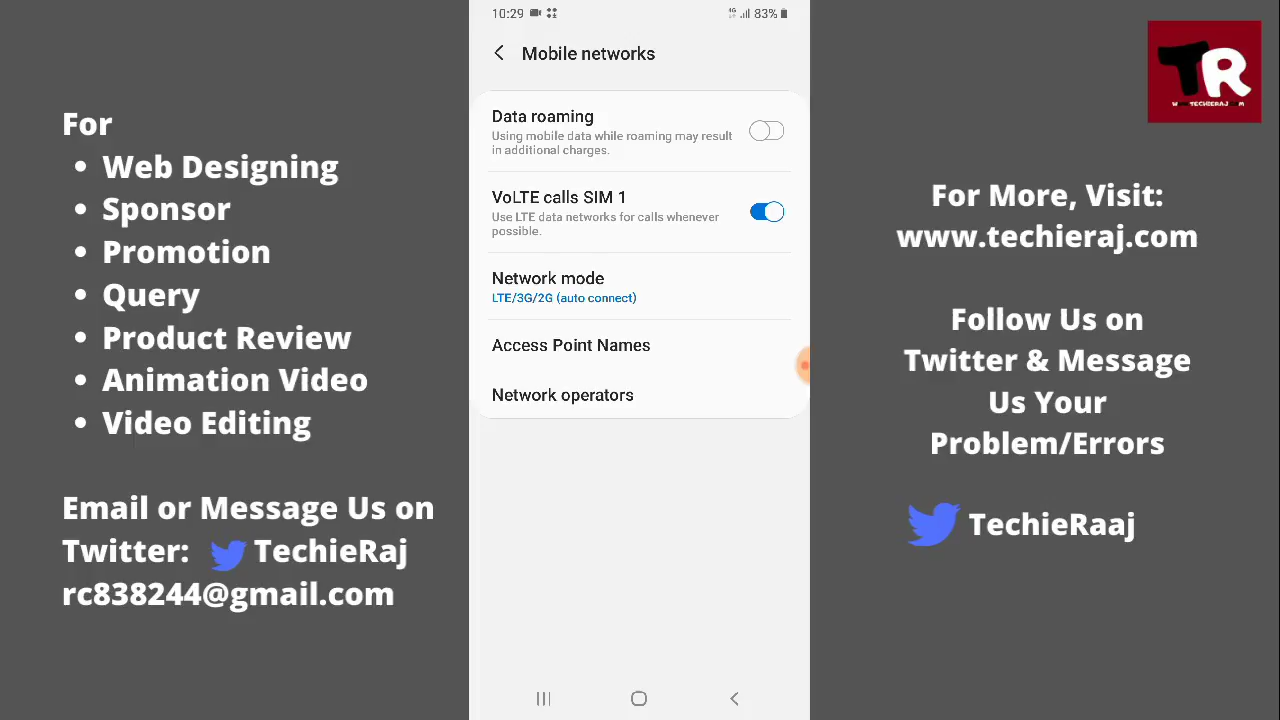 For
• Web Designing
• Sponsor
• Promotion
• Query
• Product Review
• Animation Video
• Video Editing
Email or Message Us on
Twitter: TechieRaj
rc838244@gmail.com
10:29 4G 83%
Mobile networks
Data roaming
Using mobile data while roaming may result
in additional charges.
VoLTE calls SIM 1
Use LTE data networks for calls whenever
possible.
Network mode
LTE/3G/2G (auto connect)
Access Point Names
Network operators
TR
WWW.TECHIERAJ.COM
For More, Visit:
www.techieraj.com
Follow Us on
Twitter & Message
Us Your
Problem/Errors
TechieRaaj